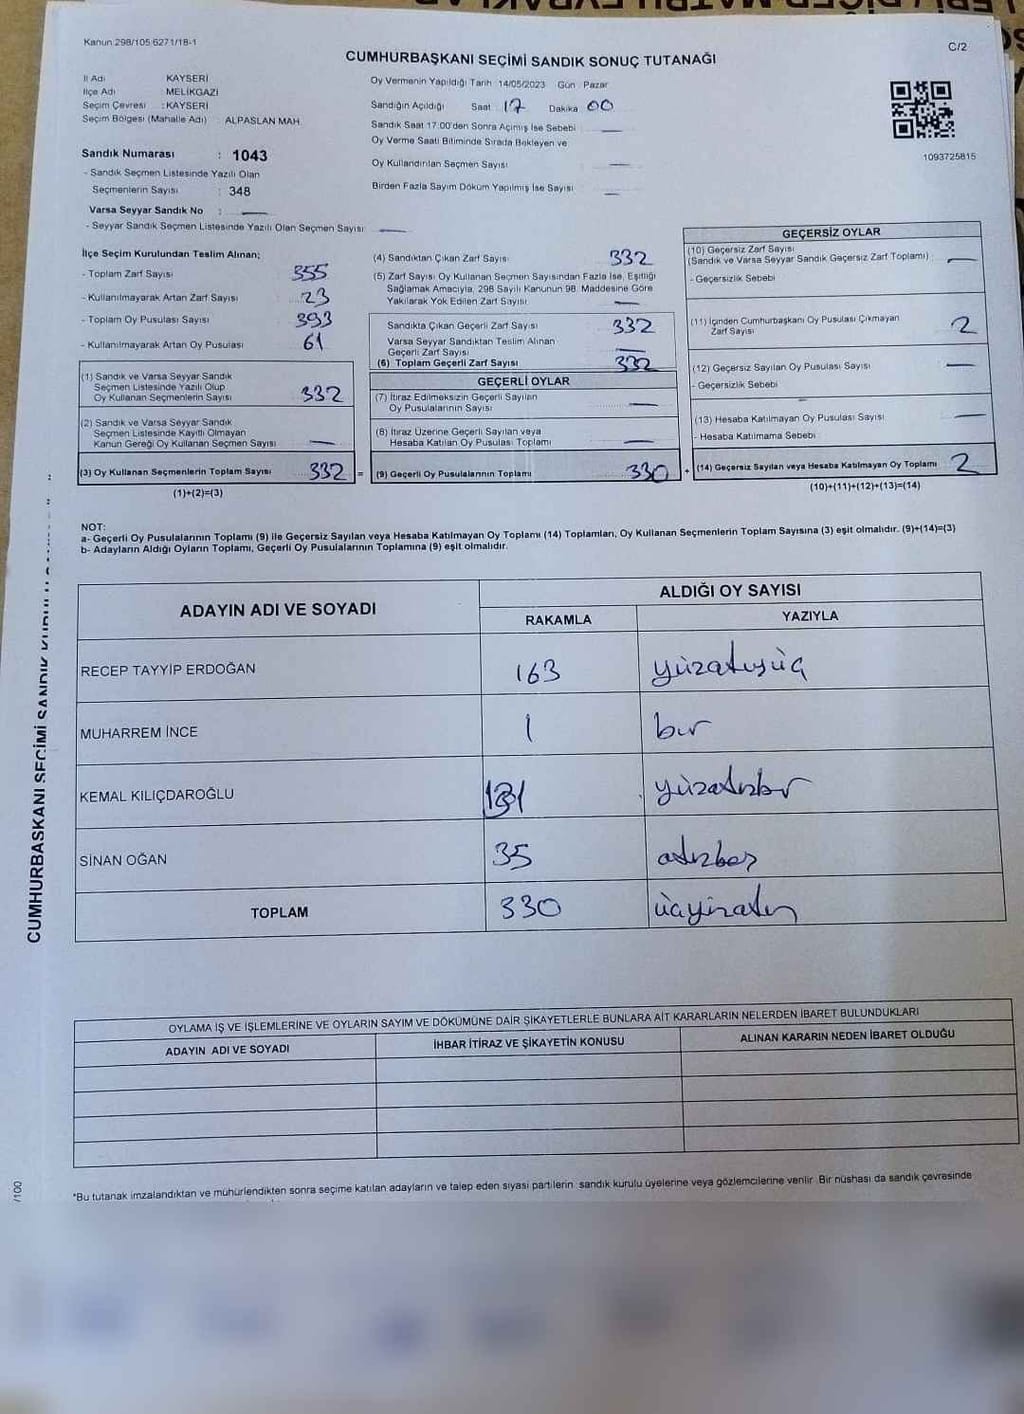 Kanun 298/105 6271/18-1
C/2
CUMHURBAŞKANI SEÇİMİ SANDIK SONUÇ TUTANAĞI
İl Adı KAYSERİ
İlçe Adı MELİKGAZİ
Seçim Çevresi : KAYSERİ
Seçim Bölgesi (Mahalle Adı) : ALPASLAN MAH.
Sandık Numarası : 1043
- Sandık Seçmen Listesinde Yazılı Olan
Seçmenlerin Sayısı : 348
Varsa Seyyar Sandık No :
- Seyyar Sandık Seçmen Listesinde Yazılı Olan Seçmen Sayısı
Oy Vermenin Yapıldığı Tarih 14/05/2023 Gün Pazar
Sandığın Açıldığı Saat 17 Dakika 00
Sandık Saat 17:00'den Sonra Açılmış İse Sebebi
Oy Verme Saati Bitiminde Sırada Bekleyen ve
Oy Kullandırılan Seçmen Sayısı
Birden Fazla Sayım Döküm Yapılmış İse Sayısı
1093725815
İlçe Seçim Kurulundan Teslim Alınan;
- Toplam Zarf Sayısı 355
- Kullanılmayarak Artan Zarf Sayısı 23
- Toplam Oy Pusulası Sayısı 393
- Kullanılmayarak Artan Oy Pusulası 61
(1) Sandık ve Varsa Seyyar Sandık
Seçmen Listesinde Yazılı Olup
Oy Kullanan Seçmenlerin Sayısı 332
(2) Sandık ve Varsa Seyyar Sandık
Seçmen Listesinde Kayıtlı Olmayan
Kanun Gereği Oy Kullanan Seçmen Sayısı
(3) Oy Kullanan Seçmenlerin Toplam Sayısı 332 =
(1)+(2)=(3)
(4) Sandıktan Çıkan Zarf Sayısı 332
(5) Zarf Sayısı Oy Kullanan Seçmen Sayısından Fazla İse, Eşitliği
Sağlamak Amacıyla, 298 Sayılı Kanunun 98. Maddesine Göre
Yakılarak Yok Edilen Zarf Sayısı
Sandıkta Çıkan Geçerli Zarf Sayısı 332
Varsa Seyyar Sandıktan Teslim Alınan
Geçerli Zarf Sayısı
(6) Toplam Geçerli Zarf Sayısı 332
GEÇERLİ OYLAR
(7) İtiraz Edilmeksizin Geçerli Sayılan
Oy Pusulalarının Sayısı
(8) İtiraz Üzerine Geçerli Sayılan veya
Hesaba Katılan Oy Pusulası Toplamı
(9) Geçerli Oy Pusulalarının Toplamı 330 +
GEÇERSİZ OYLAR
(10) Geçersiz Zarf Sayısı
(Sandık ve Varsa Seyyar Sandık Geçersiz Zarf Toplamı)
- Geçersizlik Sebebi
(11) İçinden Cumhurbaşkanı Oy Pusulası Çıkmayan
Zarf Sayısı 2
(12) Geçersiz Sayılan Oy Pusulası Sayısı
- Geçersizlik Sebebi
(13) Hesaba Katılmayan Oy Pusulası Sayısı
- Hesaba Katılmama Sebebi
(14) Geçersiz Sayılan veya Hesaba Katılmayan Oy Toplamı 2
(10)+(11)+(12)+(13)=(14)
NOT:
a- Geçerli Oy Pusulalarının Toplamı (9) ile Geçersiz Sayılan veya Hesaba Katılmayan Oy Toplamı (14) Toplamları, Oy Kullanan Seçmenlerin Toplam Sayısına (3) eşit olmalıdır. (9)+(14)=(3)
b- Adayların Aldığı Oyların Toplamı, Geçerli Oy Pusulalarının Toplamına (9) eşit olmalıdır.
ADAYIN ADI VE SOYADI
ALDIĞI OY SAYISI
RAKAMLA YAZIYLA
RECEP TAYYİP ERDOĞAN 163 yüzatmışüç
MUHARREM İNCE 1 bir
KEMAL KILIÇDAROĞLU 131 yüzotuzbir
SİNAN OĞAN 35 otuzbeş
TOPLAM 330 üçyüzotuz
OYLAMA İŞ VE İŞLEMLERİNE VE OYLARIN SAYIM VE DÖKÜMÜNE DAİR ŞİKAYETLERLE BUNLARA AİT KARARLARIN NELERDEN İBARET BULUNDUKLARI
ADAYIN ADI VE SOYADI
İHBAR İTİRAZ VE ŞİKAYETİN KONUSU
ALINAN KARARIN NEDEN İBARET OLDUĞU
*Bu tutanak imzalandıktan ve mühürlendikten sonra seçime katılan adayların ve talep eden siyasi partilerin sandık kurulu üyelerine veya gözlemcilerine verilir. Bir nüshası da sandık çevresinde
CUMHURBAŞKANI SEÇİMİ SANDIK KURULU
/100